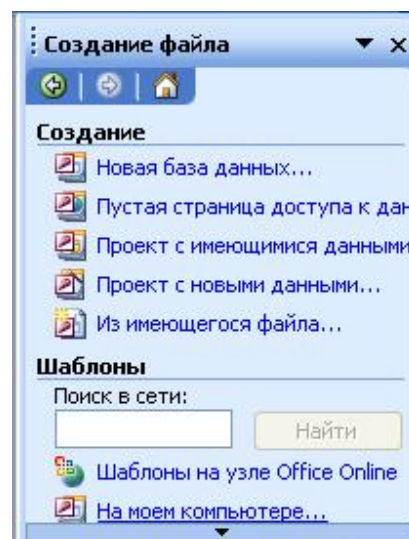 Создание файла
Создание
Новая база данных...
Пустая страница доступа к дан
Проект с имеющимися данными
Проект с новыми данными...
Из имеющегося файла...
Шаблоны
Поиск в сети:
Найти
Шаблоны на узле Office Online
На моем компьютере...